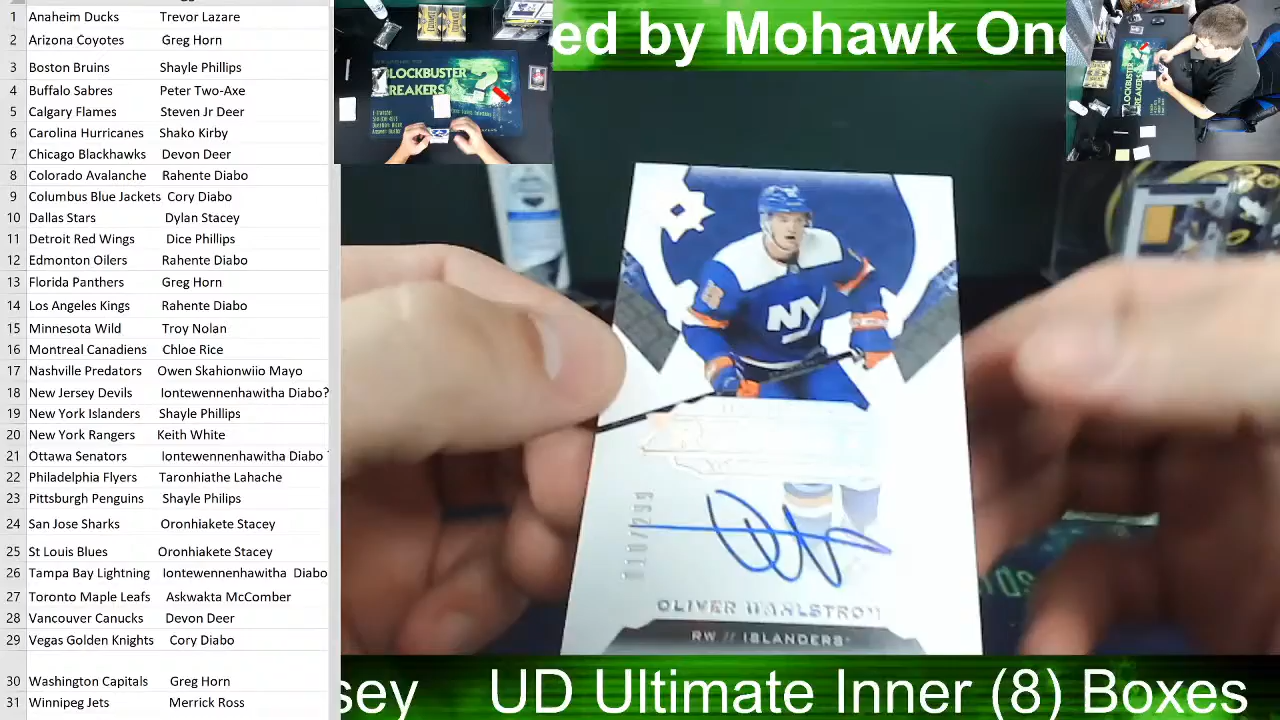 Anaheim Ducks Trevor Lazare
Arizona Coyotes Greg Horn
Boston Bruins Shayle Phillips
4 Buffalo Sabres Peter Two-Axe
5 Calgary Flames Steven Jr Deer
6 Carolina Hurricanes Shako Kirby
7 Chicago Blackhawks Devon Deer
8 Colorado Avalanche Rahente Diabo
9 Columbus Blue Jackets Cory Diabo
10 Dallas Stars Dylan Stacey
11 Detroit Red Wings Dice Phillips
12 Edmonton Oilers Rahente Diabo
13 Florida Panthers Greg Horn
14 Los Angeles Kings Rahente Diabo
15 Minnesota Wild Troy Nolan
16 Montreal Canadiens Chloe Rice
17 Nashville Predators Owen Skahionwiio Mayo
18 New Jersey Devils Iontewennenhawitha Diabo?
19 New York Islanders Shayle Phillips
20 New York Rangers Keith White
21 Ottawa Senators Iontewennenhawitha Diabo
22 Philadelphia Flyers Taronhiathe Lahache
23 Pittsburgh Penguins Shayle Philips
24 San Jose Sharks Oronhiakete Stacey
25 St Louis Blues Oronhiakete Stacey
26 Tampa Bay Lightning Iontewennenhawitha Diabo
27 Toronto Maple Leafs Askwakta McComber
28 Vancouver Canucks Devon Deer
29 Vegas Golden Knights Cory Diabo
30 Washington Capitals Greg Horn
31 Winnipeg Jets Merrick Ross
BLOCKBUSTER
BREAKERS
ed by Mohawk One
BLOCKBUSTER
BREAKERS
NY
010/299
OLIVER WAHLSTROM
RW // ISLANDERS
sey UD Ultimate Inner (8) Boxes